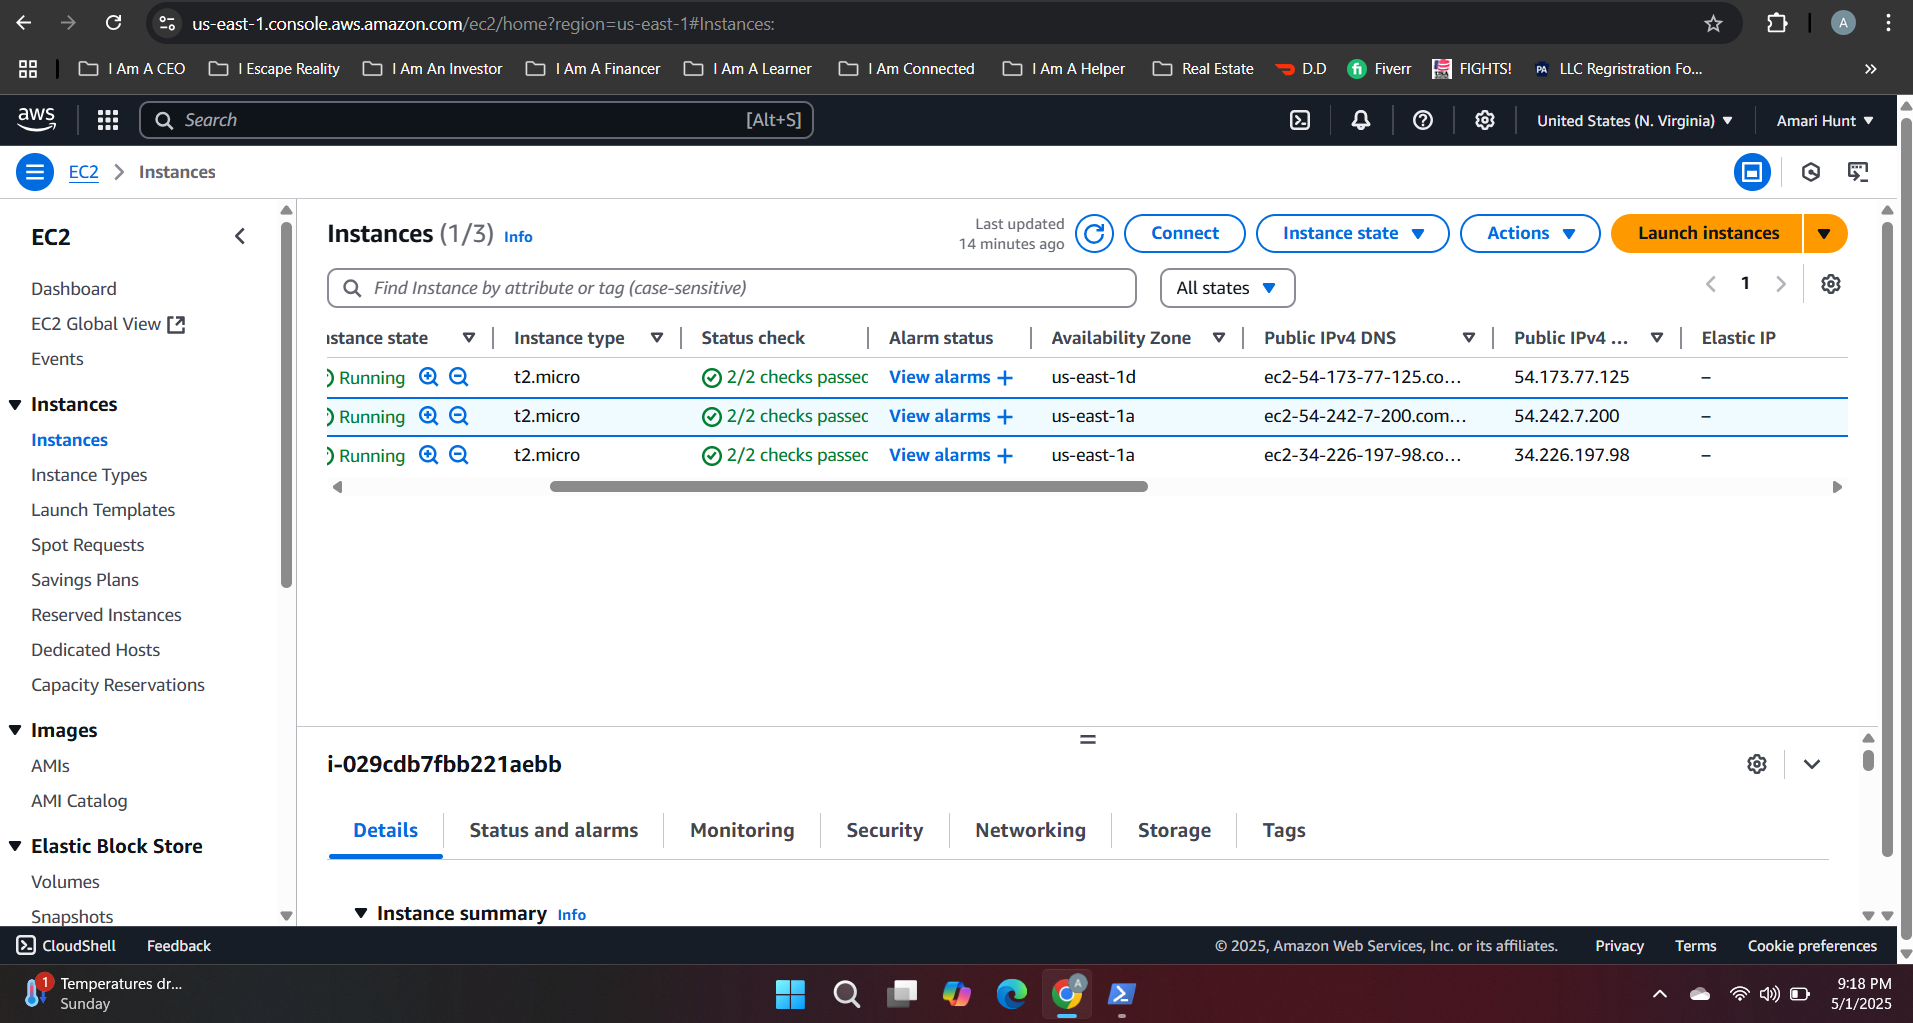 us-east-1.console.aws.amazon.com/ec2/home?region=us-east-1#Instances:
A
I Am A CEO I Escape Reality I Am An Investor I Am A Financer I Am A Learner I Am Connected I Am A Helper Real Estate D.D Fiverr FIGHTS! PA LLC Regristration Fo...
aws Search [Alt+S] United States (N. Virginia) Amari Hunt
EC2 Instances
EC2
Dashboard
EC2 Global View
Events
Instances
Instances
Instance Types
Launch Templates
Spot Requests
Savings Plans
Reserved Instances
Dedicated Hosts
Capacity Reservations
Images
AMIs
AMI Catalog
Elastic Block Store
Volumes
Snapshots
Instances (1/3) Info
Last updated
14 minutes ago
Connect Instance state Actions Launch instances
Find Instance by attribute or tag (case-sensitive) All states 1
nstance state Instance type Status check Alarm status Availability Zone Public IPv4 DNS Public IPv4 ... Elastic IP
Running t2.micro 2/2 checks passec View alarms + us-east-1d ec2-54-173-77-125.co... 54.173.77.125 –
Running t2.micro 2/2 checks passec View alarms + us-east-1a ec2-54-242-7-200.com... 54.242.7.200 –
Running t2.micro 2/2 checks passec View alarms + us-east-1a ec2-34-226-197-98.co... 34.226.197.98 –
i-029cdb7fbb221aebb
Details Status and alarms Monitoring Security Networking Storage Tags
Instance summary Info
CloudShell Feedback © 2025, Amazon Web Services, Inc. or its affiliates. Privacy Terms Cookie preferences
1 Temperatures dr...
Sunday
A
9:18 PM
5/1/2025